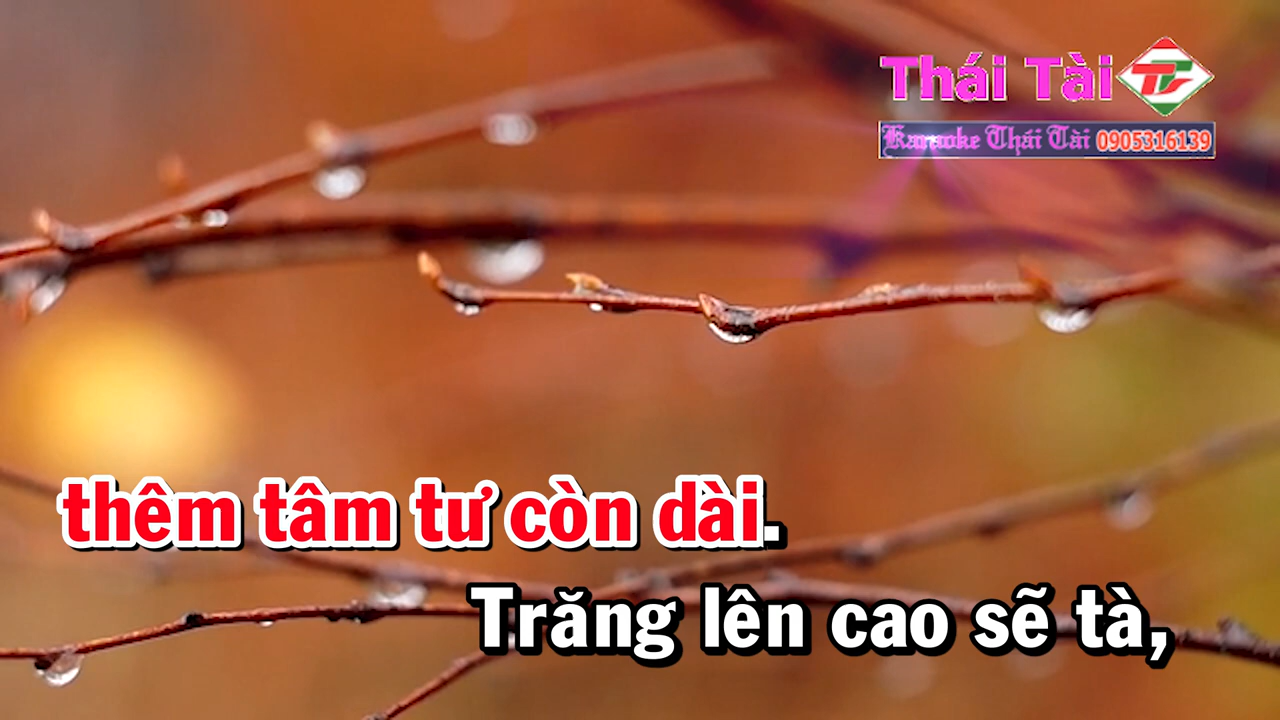 Thái Tài
Karaoke Thái Tài 0905316139
thêm tâm tư còn dài.
Trăng lên cao sẽ tà,